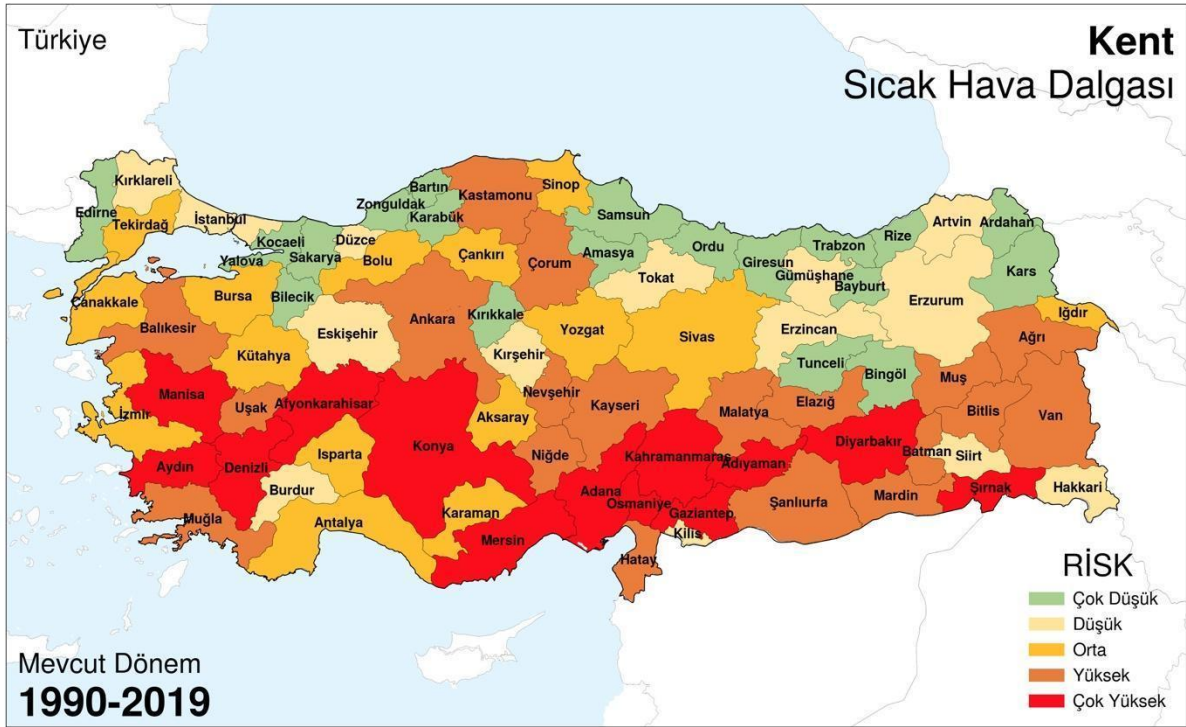 Türkiye
Kent
Sıcak Hava Dalgası
Kırklareli
Edirne
Tekirdağ
İstanbul
Kocaeli
Yalova
Sakarya
Düzce
Bolu
Zonguldak
Bartın
Karabük
Kastamonu
Sinop
Çankırı
Çorum
Samsun
Amasya
Tokat
Ordu
Giresun
Gümüşhane
Trabzon
Bayburt
Rize
Artvin
Ardahan
Kars
Erzurum
Iğdır
Ağrı
Çanakkale
Balıkesir
Bursa
Bilecik
Kütahya
Eskişehir
Ankara
Kırıkkale
Kırşehir
Yozgat
Sivas
Erzincan
Tunceli
Bingöl
Muş
Bitlis
Van
Manisa
İzmir
Uşak
Afyonkarahisar
Konya
Aksaray
Nevşehir
Kayseri
Niğde
Malatya
Elazığ
Diyarbakır
Batman
Siirt
Şırnak
Hakkari
Aydın
Denizli
Isparta
Burdur
Muğla
Antalya
Karaman
Mersin
Adana
Osmaniye
Kahramanmaraş
Adıyaman
Gaziantep
Kilis
Şanlıurfa
Mardin
Hatay
RİSK
Çok Düşük
Düşük
Orta
Yüksek
Çok Yüksek
Mevcut Dönem
1990-2019